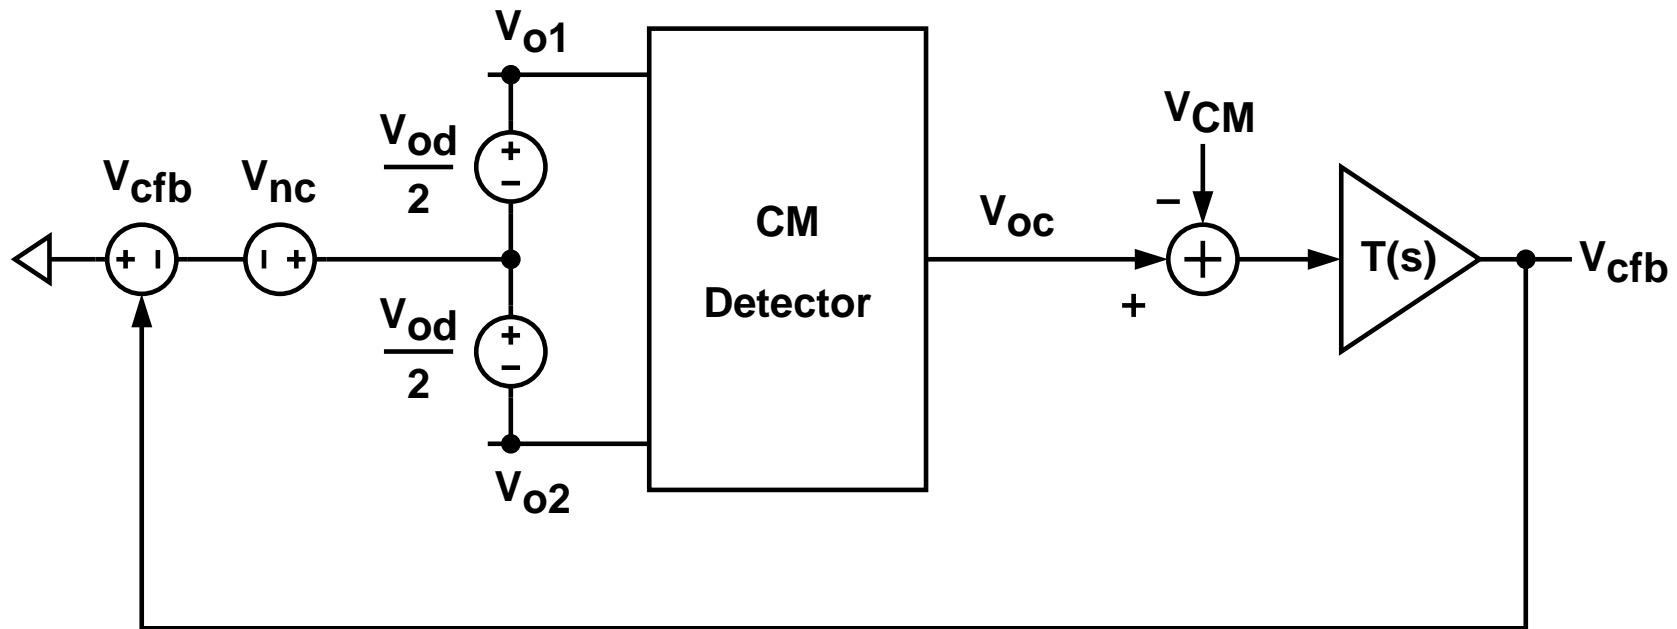 Vo1
Vod
2
VCM
Vcfb
Vnc
CM
Detector
Voc
T(s)
Vcfb
Vod
2
Vo2